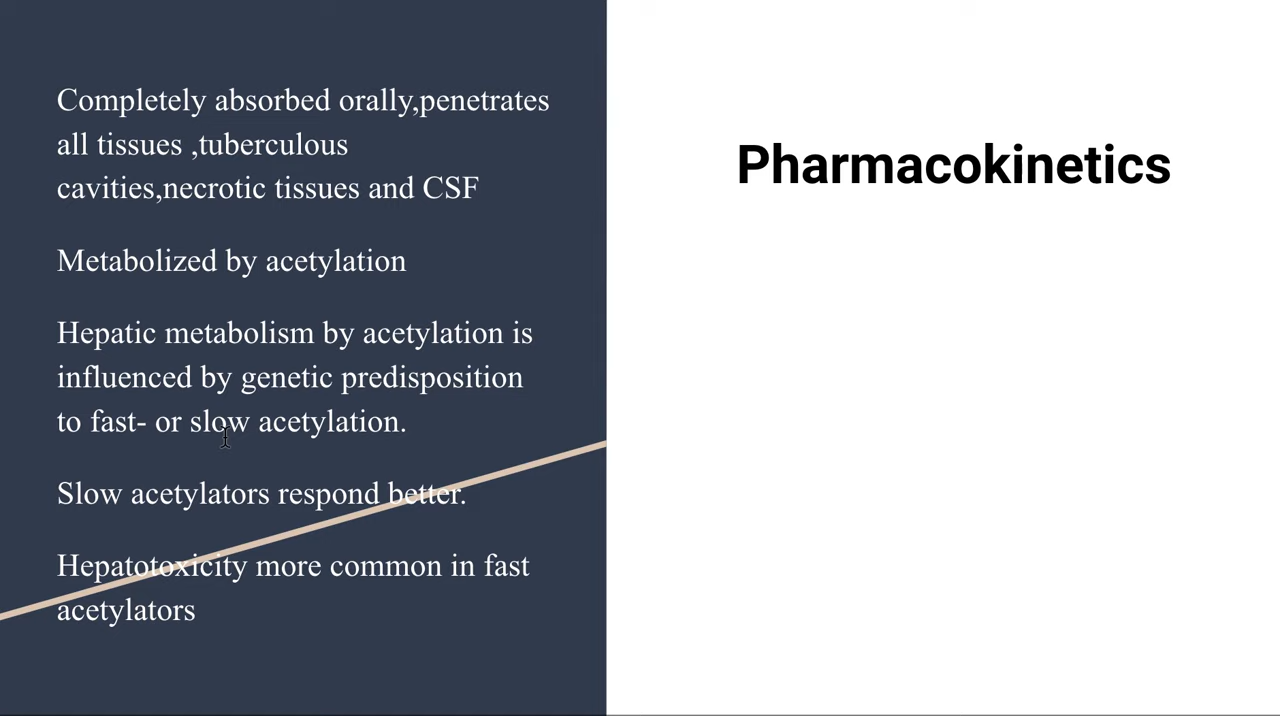 Completely absorbed orally,penetrates
all tissues ,tuberculous
cavities,necrotic tissues and CSF
Metabolized by acetylation
Hepatic metabolism by acetylation is
influenced by genetic predisposition
to fast- or slow acetylation.
Slow acetylators respond better.
Hepatotoxicity more common in fast
acetylators
Pharmacokinetics